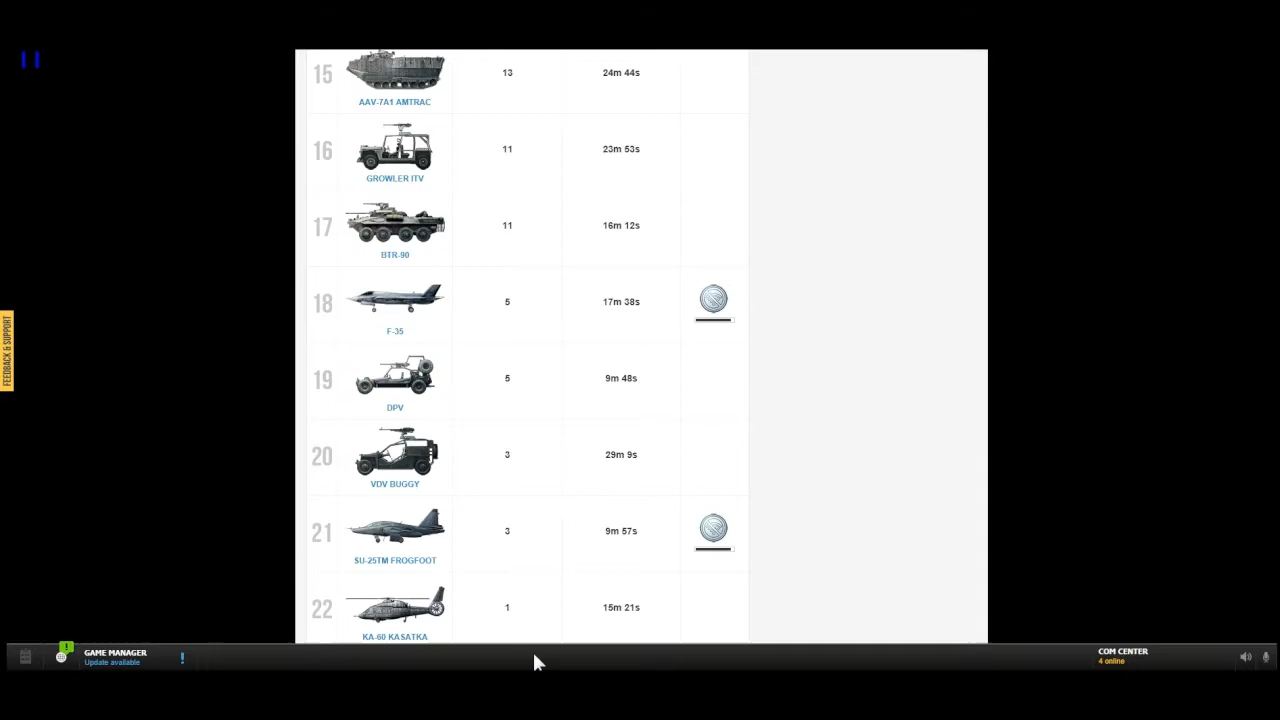 15
13
24m 44s
AAV-7A1 AMTRAC
16
11
23m 53s
GROWLER ITV
17
11
16m 12s
BTR-90
18
5
17m 38s
F-35
19
5
9m 48s
DPV
20
3
29m 9s
VDV BUGGY
21
3
9m 57s
SU-25TM FROGFOOT
22
1
15m 21s
KA-60 KASATKA
FEEDBACK & SUPPORT
!
GAME MANAGER
Update available
!
COM CENTER
4 online